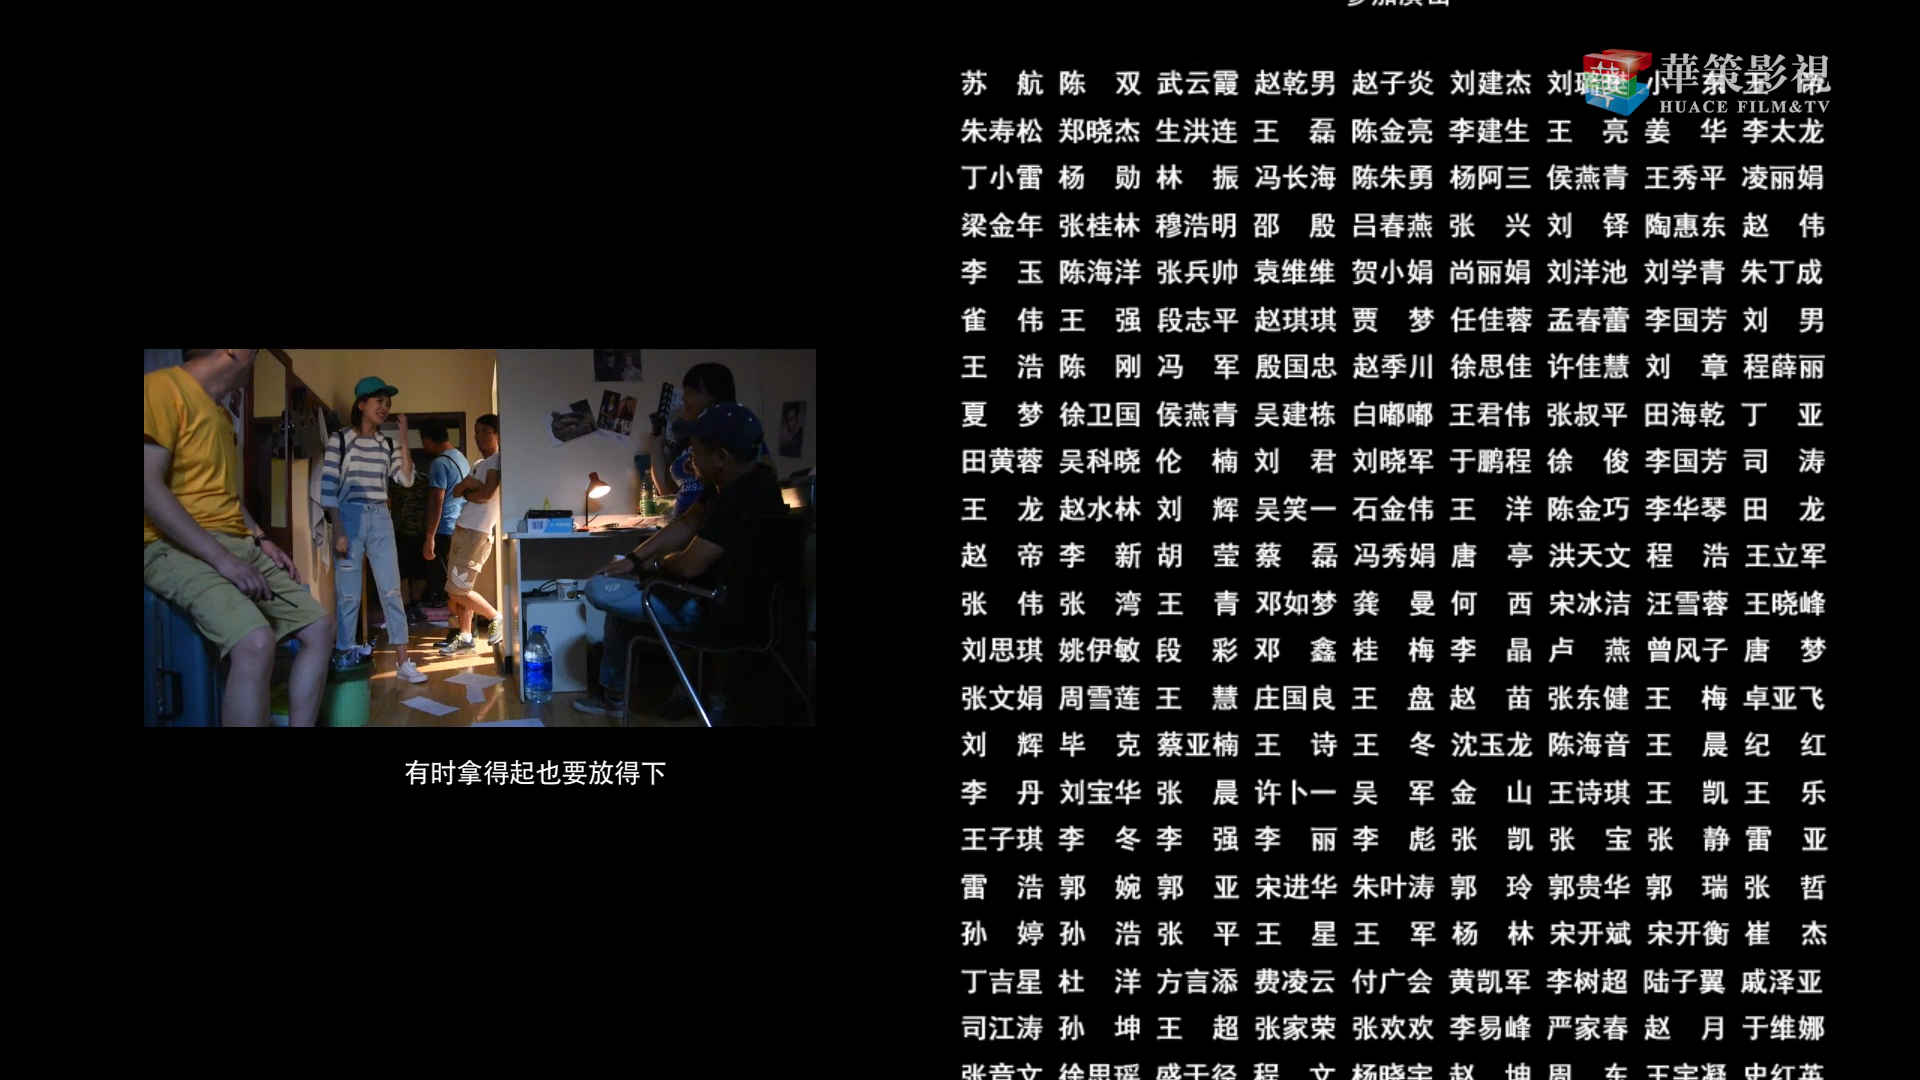 華策影視
HUACE FILM&TV
苏 航 陈 双 武云霞 赵乾男 赵子炎 刘建杰 刘 小
朱寿松 郑晓杰 生洪连 王 磊 陈金亮 李建生 王 亮 姜 华 李太龙
丁小雷 杨 勋 林 振 冯长海 陈朱勇 杨阿三 侯燕青 王秀平 凌丽娟
梁金年 张桂林 穆浩明 邵 殷 吕春燕 张 兴 刘 铎 陶惠东 赵 伟
李 玉 陈海洋 张兵帅 袁维维 贺小娟 尚丽娟 刘洋池 刘学青 朱丁成
雀 伟 王 强 段志平 赵琪琪 贾 梦 任佳蓉 孟春蕾 李国芳 刘 男
王 浩 陈 刚 冯 军 殷国忠 赵季川 徐思佳 许佳慧 刘 章 程薛丽
夏 梦 徐卫国 侯燕青 吴建栋 白嘟嘟 王君伟 张叔平 田海乾 丁 亚
田黄蓉 吴科晓 伦 楠 刘 君 刘晓军 于鹏程 徐 俊 李国芳 司 涛
王 龙 赵水林 刘 辉 吴笑一 石金伟 王 洋 陈金巧 李华琴 田 龙
赵 帝 李 新 胡 莹 蔡 磊 冯秀娟 唐 亭 洪天文 程 浩 王立军
张 伟 张 湾 王 青 邓如梦 龚 曼 何 西 宋冰洁 汪雪蓉 王晓峰
刘思琪 姚伊敏 段 彩 邓 鑫 桂 梅 李 晶 卢 燕 曾风子 唐 梦
张文娟 周雪莲 王 慧 庄国良 王 盘 赵 苗 张东健 王 梅 卓亚飞
刘 辉 毕 克 蔡亚楠 王 诗 王 冬 沈玉龙 陈海音 王 晨 纪 红
李 丹 刘宝华 张 晨 许卜一 吴 军 金 山 王诗琪 王 凯 王 乐
王子琪 李 冬 李 强 李 丽 李 彪 张 凯 张 宝 张 静 雷 亚
雷 浩 郭 婉 郭 亚 宋进华 朱叶涛 郭 玲 郭贵华 郭 瑞 张 哲
孙 婷 孙 浩 张 平 王 星 王 军 杨 林 宋开斌 宋开衡 崔 杰
丁吉星 杜 洋 方言添 费凌云 付广会 黄凯军 李树超 陆子翼 戚泽亚
司江涛 孙 坤 王 超 张家荣 张欢欢 李易峰 严家春 赵 月 于维娜
有时拿得起也要放得下